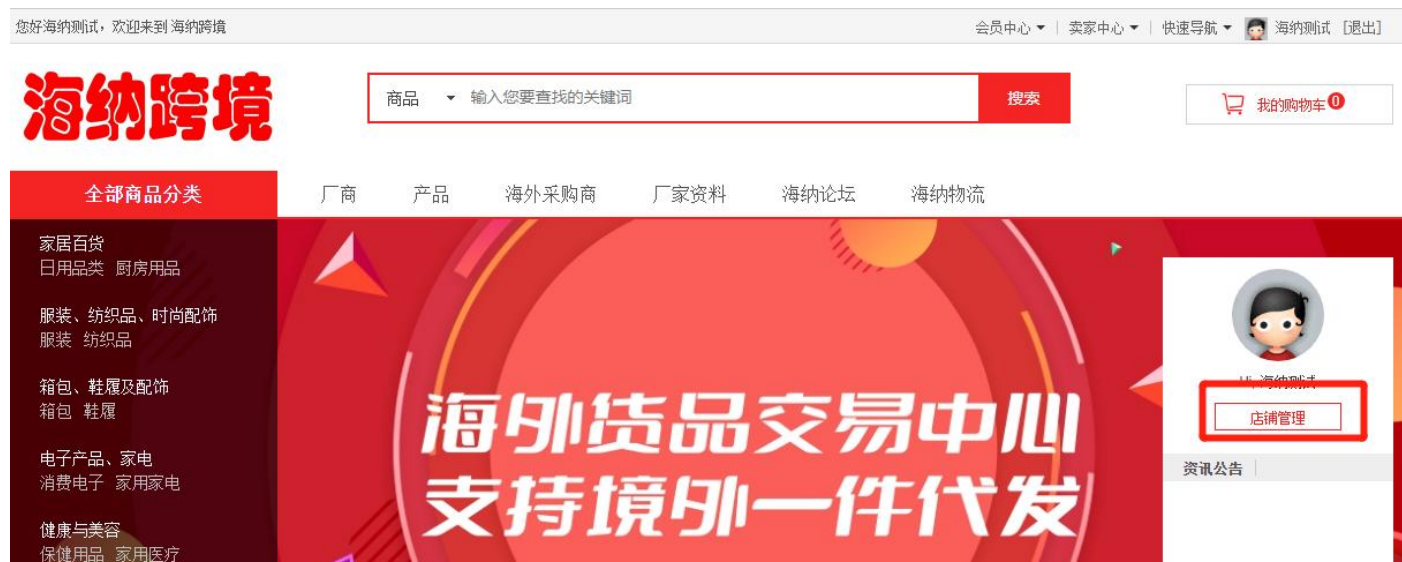 您好海纳测试，欢迎来到 海纳跨境
会员中心 卖家中心 快速导航 海纳测试 [退出]
海纳跨境
商品 输入您要查找的关键词 搜索
我的购物车 0
全部商品分类 厂商 产品 海外采购商 厂家资料 海纳论坛 海纳物流
家居百货
日用品类 厨房用品
服装、纺织品、时尚配饰
服装 纺织品
箱包、鞋履及配饰
箱包 鞋履
电子产品、家电
消费电子 家用家电
健康与美容
保健用品 家用医疗
海外货品交易中心
支持境外一件代发
Hi, 海纳测试
店铺管理
资讯公告